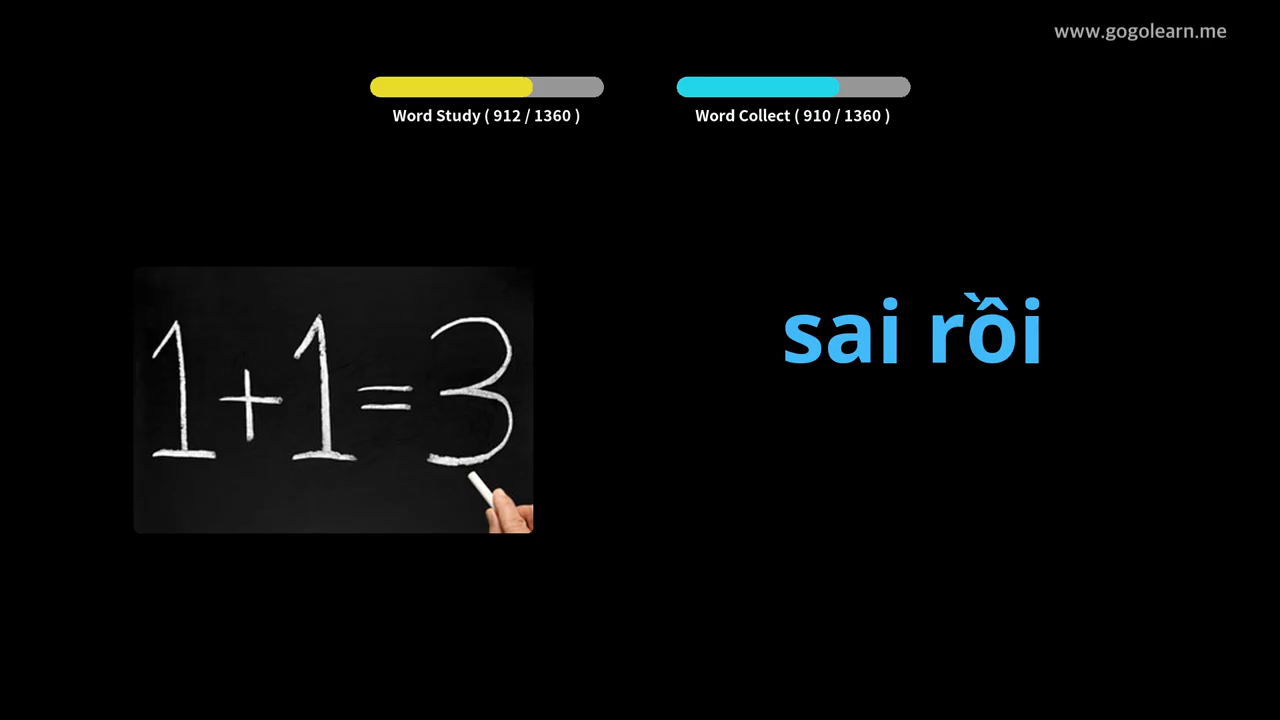 www.gogolearn.me
Word Study ( 912 / 1360 )
Word Collect ( 910 / 1360 )
1+1=3
sai rồi